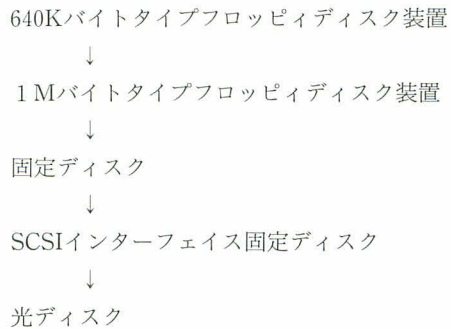 640Kバイトタイプフロッピィディスク装置
↓
1Mバイトタイプフロッピィディスク装置
↓
固定ディスク
↓
SCSIインターフェイス固定ディスク
↓
光ディスク